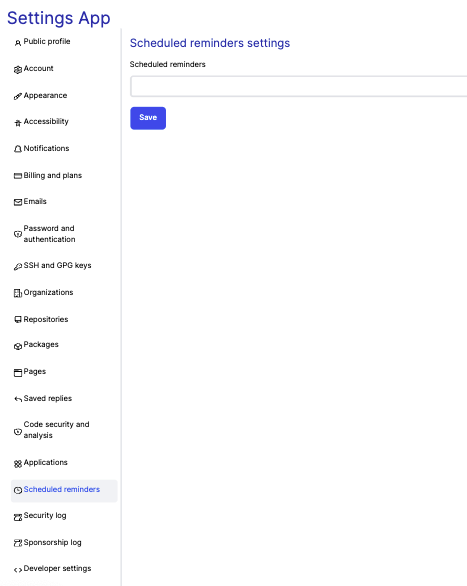 Settings App
Public profile
Account
Appearance
Accessibility
Notifications
Billing and plans
Emails
Password and
authentication
SSH and GPG keys
Organizations
Repositories
Packages
Pages
Saved replies
Code security and
analysis
Applications
Scheduled reminders
Security log
Sponsorship log
Developer settings
Scheduled reminders settings
Scheduled reminders
Save